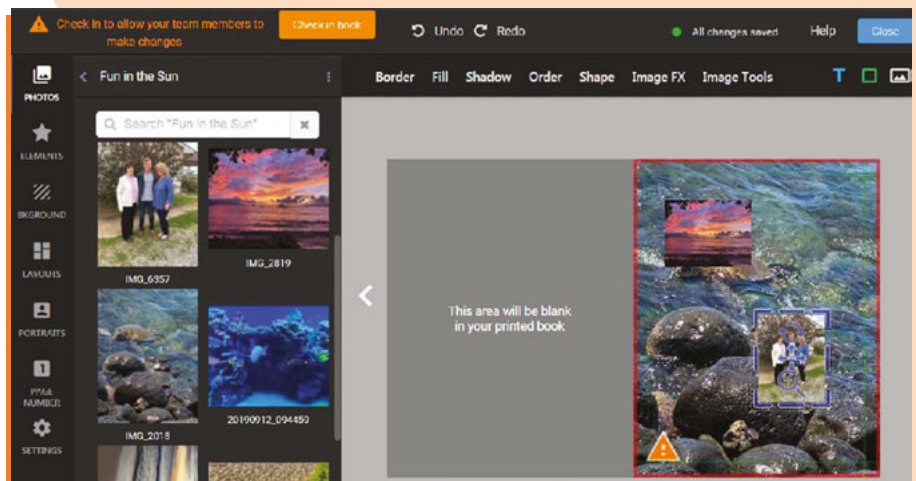 Check in to allow your team members to
make changes
Check in book
Undo
Redo
All changes saved
Help
Close
PHOTOS
Fun in the Sun
Border
Fill
Shadow
Order
Shape
Image FX
Image Tools
T
Search "Fun in the Sun"
ELEMENTS
BKGROUND
LAYOUTS
PORTRAITS
1
PAGE
NUMBER
SETTINGS
IMG_6357
IMG_2819
IMG_2018
20190912_094459
This area will be blank
in your printed book